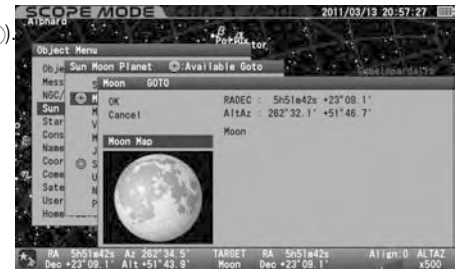 ).
SCOPE MODE
2011/03/13 20:57:27
Alphard
Object Menu
Obje
Sun Moon Planet ◎:Available Goto
Mess
NGC/
Sun
Star
Cons
Name
Coor
Come
Sate
User
Home
Moon GOTO
OK
Cancel
RADEC : 5h51m42s +23°09.1'
AltAz : 262°32.1' +51°46.7'
Moon
Moon Map
RA 5h51m42s Az 262°34.5' TARGET RA 5h51m42s Align:0 ALTAZ
Dec +23°09.1' Alt +51°43.9' Moon Dec +23°09.1' x500